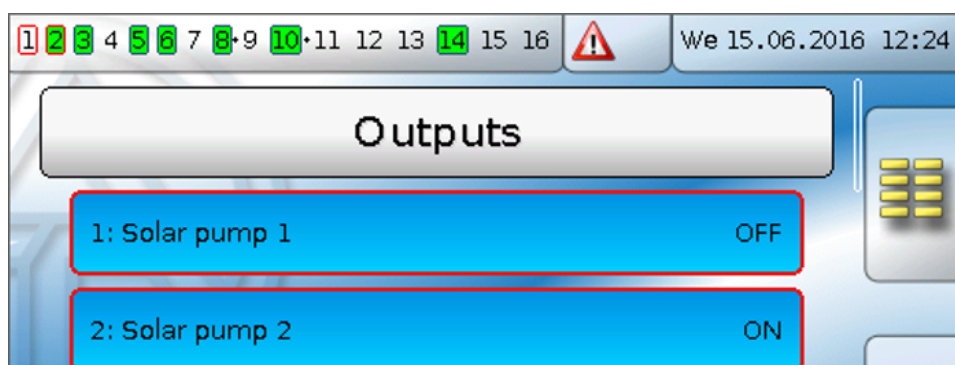 1 2 3 4 5 6 7 8+9 10+11 12 13 14 15 16 We 15.06.2016 12:24
Outputs
1: Solar pump 1 OFF
2: Solar pump 2 ON